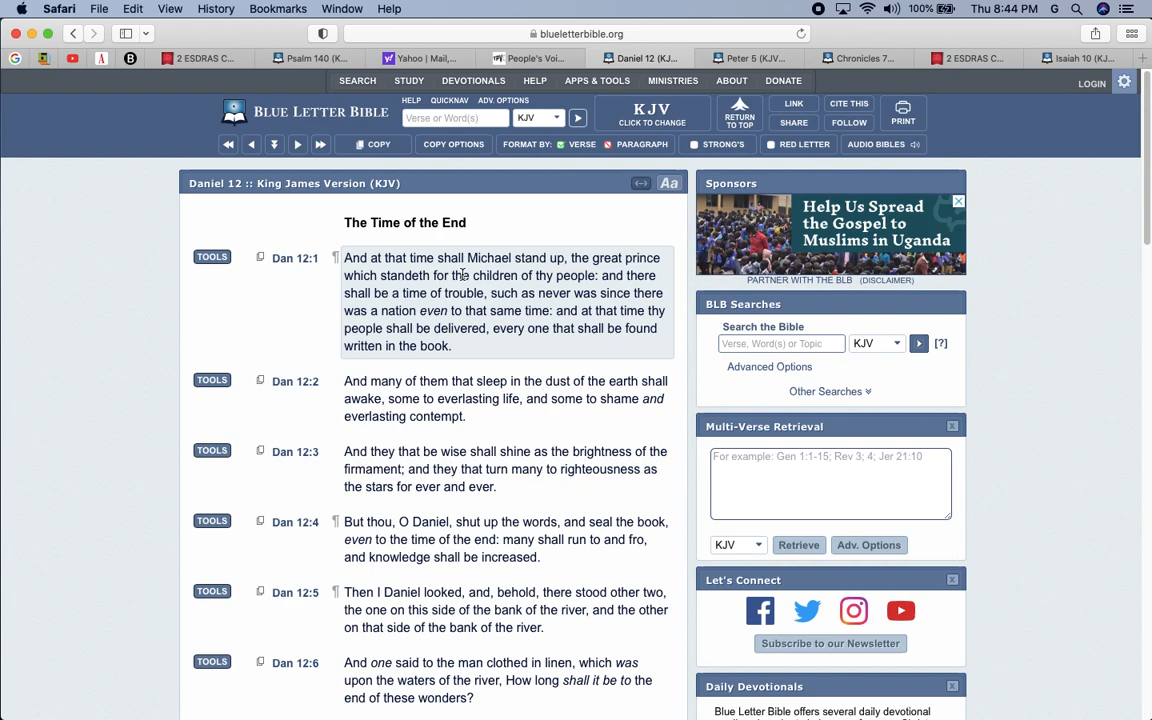 Safari File Edit View History Bookmarks Window Help 100% Thu 8:44 PM G
blueletterbible.org
2 ESDRAS C... Psalm 140 (K... Yahoo | Mail,... People's Voi... Daniel 12 (KJ... Peter 5 (KJV... Chronicles 7... 2 ESDRAS C... Isaiah 10 (KJ...
SEARCH STUDY DEVOTIONALS HELP APPS & TOOLS MINISTRIES ABOUT DONATE LOGIN
BLUE LETTER BIBLE
HELP QUICKNAV ADV. OPTIONS
Verse or Word(s) KJV
KJV
CLICK TO CHANGE
RETURN
TO TOP
LINK CITE THIS
SHARE FOLLOW
PRINT
COPY COPY OPTIONS FORMAT BY: VERSE PARAGRAPH STRONG'S RED LETTER AUDIO BIBLES
Daniel 12 :: King James Version (KJV) Aa
The Time of the End
TOOLS Dan 12:1 ¶ And at that time shall Michael stand up, the great prince
which standeth for the children of thy people: and there
shall be a time of trouble, such as never was since there
was a nation even to that same time: and at that time thy
people shall be delivered, every one that shall be found
written in the book.
TOOLS Dan 12:2 And many of them that sleep in the dust of the earth shall
awake, some to everlasting life, and some to shame and
everlasting contempt.
TOOLS Dan 12:3 And they that be wise shall shine as the brightness of the
firmament; and they that turn many to righteousness as
the stars for ever and ever.
TOOLS Dan 12:4 ¶ But thou, O Daniel, shut up the words, and seal the book,
even to the time of the end: many shall run to and fro,
and knowledge shall be increased.
TOOLS Dan 12:5 ¶ Then I Daniel looked, and, behold, there stood other two,
the one on this side of the bank of the river, and the other
on that side of the bank of the river.
TOOLS Dan 12:6 And one said to the man clothed in linen, which was
upon the waters of the river, How long shall it be to the
end of these wonders?
Sponsors
Help Us Spread
the Gospel to
Muslims in Uganda
PARTNER WITH THE BLB (DISCLAIMER)
BLB Searches
Search the Bible
Verse, Word(s) or Topic KJV [?]
Advanced Options
Other Searches
Multi-Verse Retrieval
For example: Gen 1:1-15; Rev 3; 4; Jer 21:10
KJV Retrieve Adv. Options
Let's Connect
Subscribe to our Newsletter
Daily Devotionals
Blue Letter Bible offers several daily devotional